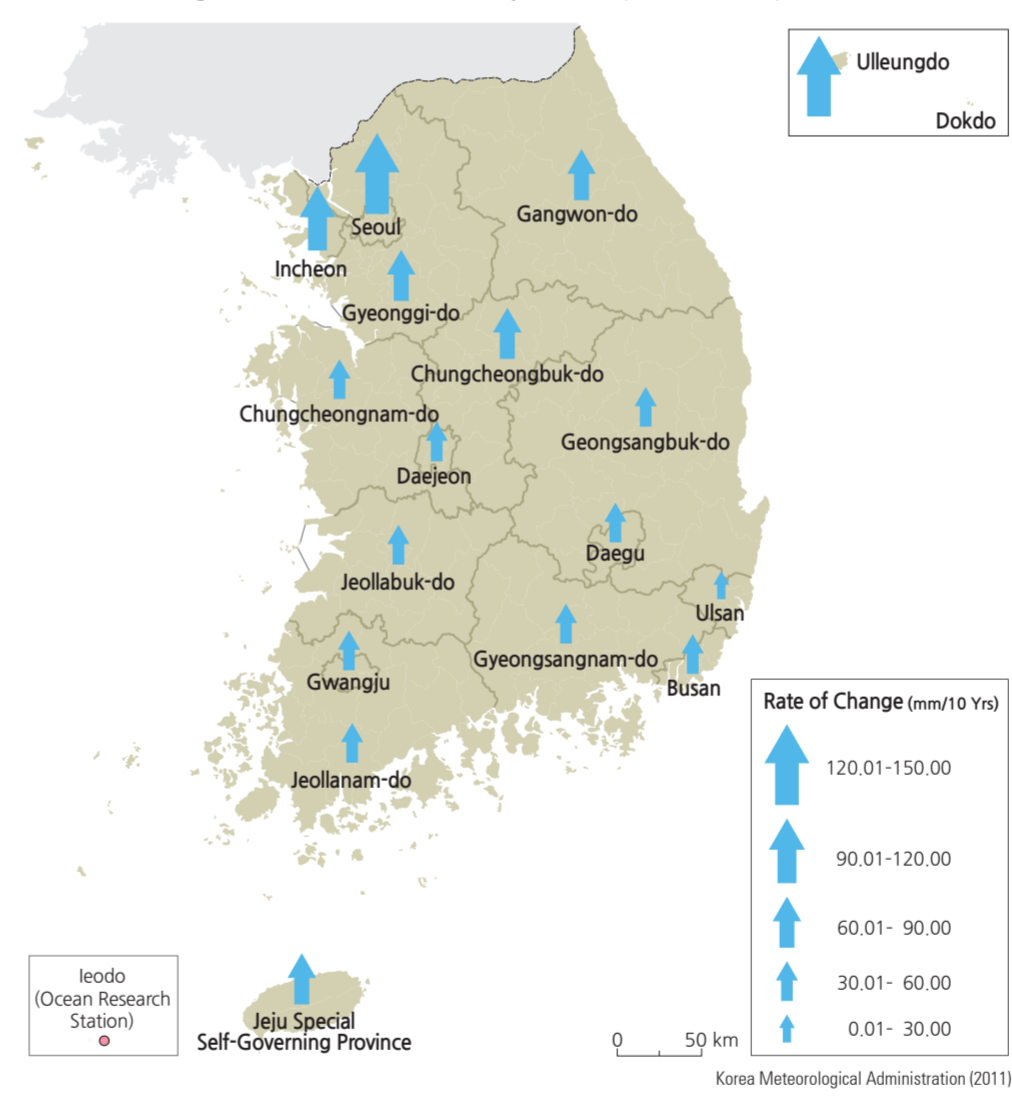 Ulleungdo
Dokdo
Seoul
Gangwon-do
Incheon
Gyeonggi-do
Chungcheongbuk-do
Chungcheongnam-do
Geongsangbuk-do
Daejeon
Daegu
Jeollabuk-do
Ulsan
Gyeongsangnam-do
Gwangju
Busan
Jeollanam-do
Rate of Change (mm/10 Yrs)
120.01-150.00
90.01-120.00
60.01- 90.00
30.01- 60.00
0.01- 30.00
Ieodo
(Ocean Research
Station)
Jeju Special
Self-Governing Province
0 50 km
Korea Meteorological Administration (2011)